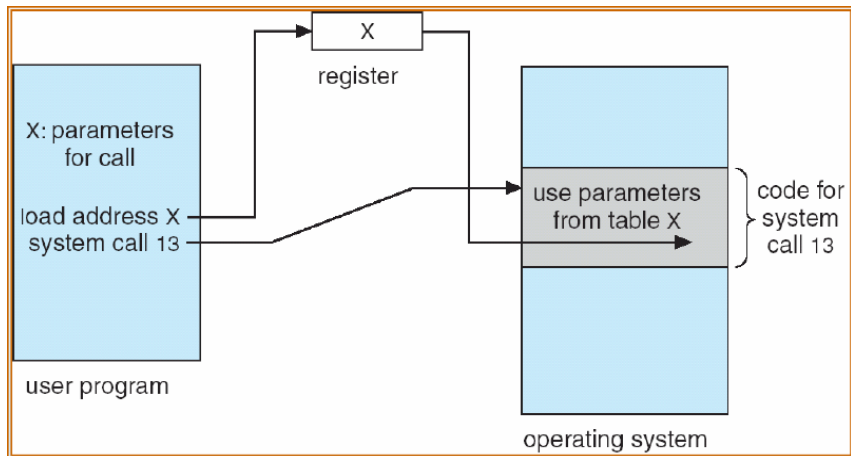 X
register
X: parameters
for call
load address X
system call 13
user program
use parameters
from table X
code for
system
call 13
operating system